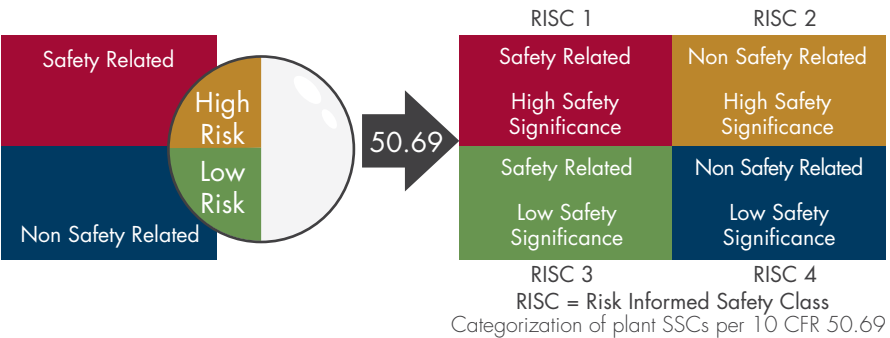 Safety Related
High
Risk
Low
Risk
Non Safety Related
50.69
RISC 1
RISC 2
Safety Related
High Safety
Significance
Non Safety Related
High Safety
Significance
Safety Related
Low Safety
Significance
Non Safety Related
Low Safety
Significance
RISC 3
RISC 4
RISC = Risk Informed Safety Class
Categorization of plant SSCs per 10 CFR 50.69